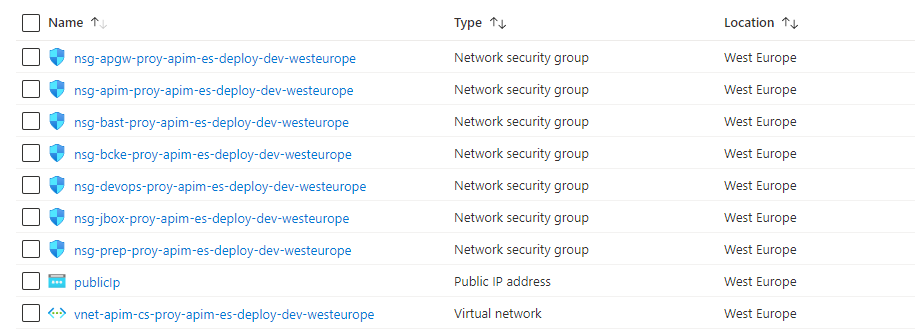 Name Type Location
nsg-apgw-proy-apim-es-deploy-dev-westeurope Network security group West Europe
nsg-apim-proy-apim-es-deploy-dev-westeurope Network security group West Europe
nsg-bast-proy-apim-es-deploy-dev-westeurope Network security group West Europe
nsg-bcke-proy-apim-es-deploy-dev-westeurope Network security group West Europe
nsg-devops-proy-apim-es-deploy-dev-westeurope Network security group West Europe
nsg-jbox-proy-apim-es-deploy-dev-westeurope Network security group West Europe
nsg-prep-proy-apim-es-deploy-dev-westeurope Network security group West Europe
publicIp Public IP address West Europe
vnet-apim-cs-proy-apim-es-deploy-dev-westeurope Virtual network West Europe